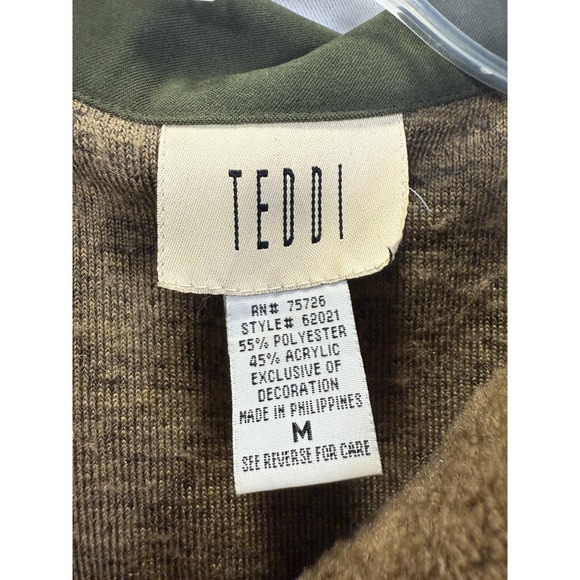 TEDDI
RN# 75726
STYLE# 62021
55% POLYESTER
45% ACRYLIC
EXCLUSIVE OF
DECORATION
MADE IN PHILIPPINES
M
SEE REVERSE FOR CARE